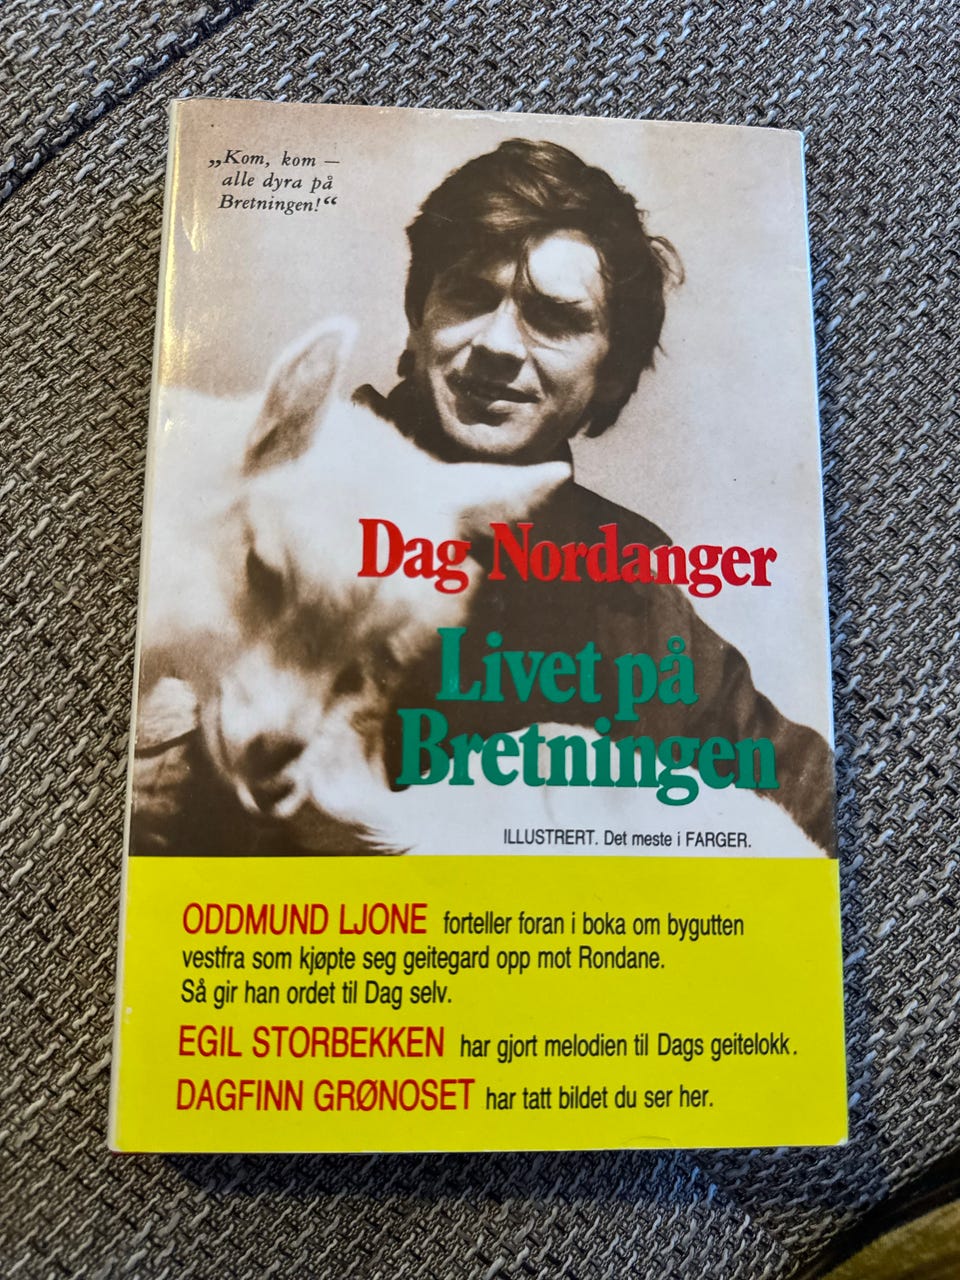 „Kom, kom —
alle dyra på
Bretningen!“
Dag Nordanger
Livet på
Bretningen
ILLUSTRERT. Det meste i FARGER.
ODDMUND LJONE forteller foran i boka om bygutten
vestfra som kjøpte seg geitegard opp mot Rondane.
Så gir han ordet til Dag selv.
EGIL STORBEKKEN har gjort melodien til Dags geitelokk.
DAGFINN GRØNOSET har tatt bildet du ser her.